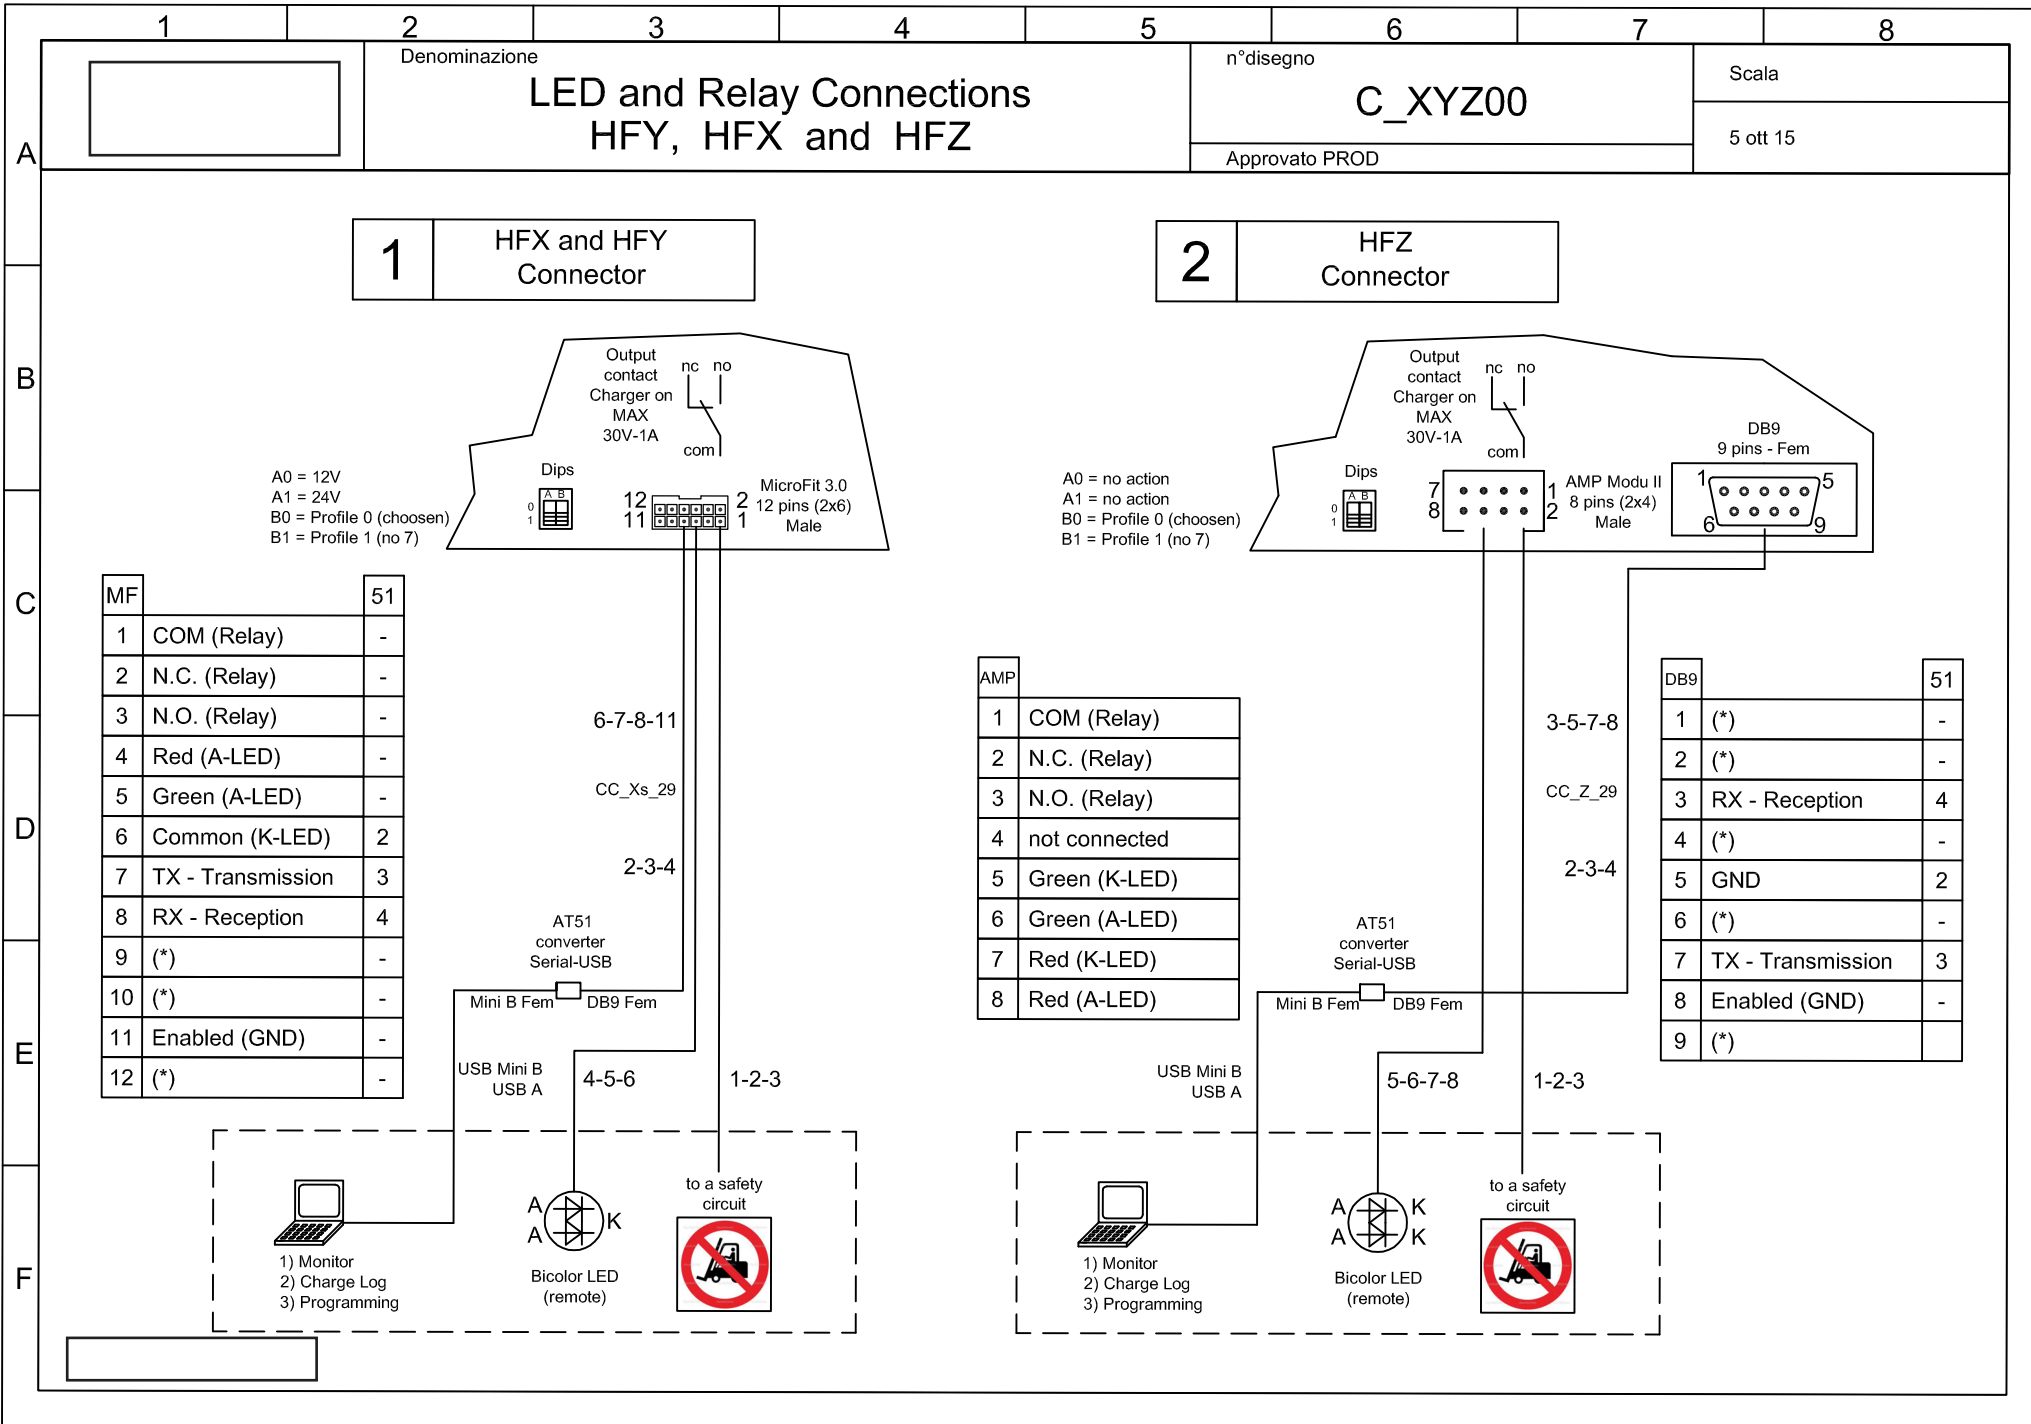 1 2 3 4 5 6 7 8
A
B
C
D
E
F
Denominazione
LED and Relay Connections
HFY, HFX and HFZ
n°disegno
C_XYZ00
Approvato PROD
Scala
5 ott 15
1
HFX and HFY
Connector
Output
contact
Charger on
MAX
30V-1A
nc no
com
Dips
A B
0
1
A0 = 12V
A1 = 24V
B0 = Profile 0 (choosen)
B1 = Profile 1 (no 7)
12 2
11 1
MicroFit 3.0
12 pins (2x6)
Male
MF 51
1 COM (Relay) -
2 N.C. (Relay) -
3 N.O. (Relay) -
4 Red (A-LED) -
5 Green (A-LED) -
6 Common (K-LED) 2
7 TX - Transmission 3
8 RX - Reception 4
9 (*) -
10 (*) -
11 Enabled (GND) -
12 (*) -
6-7-8-11
CC_Xs_29
2-3-4
AT51
converter
Serial-USB
Mini B Fem DB9 Fem
USB Mini B
USB A
4-5-6
1-2-3
1) Monitor
2) Charge Log
3) Programming
A
A
K
Bicolor LED
(remote)
to a safety
circuit
2
HFZ
Connector
Output
contact
Charger on
MAX
30V-1A
nc no
com
Dips
A B
0
1
A0 = no action
A1 = no action
B0 = Profile 0 (choosen)
B1 = Profile 1 (no 7)
7 1
8 2
AMP Modu II
8 pins (2x4)
Male
DB9
9 pins - Fem
1 5
6 9
AMP
1 COM (Relay)
2 N.C. (Relay)
3 N.O. (Relay)
4 not connected
5 Green (K-LED)
6 Green (A-LED)
7 Red (K-LED)
8 Red (A-LED)
3-5-7-8
CC_Z_29
2-3-4
DB9 51
1 (*) -
2 (*) -
3 RX - Reception 4
4 (*) -
5 GND 2
6 (*) -
7 TX - Transmission 3
8 Enabled (GND) -
9 (*)
AT51
converter
Serial-USB
Mini B Fem DB9 Fem
USB Mini B
USB A
5-6-7-8
1-2-3
1) Monitor
2) Charge Log
3) Programming
A K
A K
Bicolor LED
(remote)
to a safety
circuit